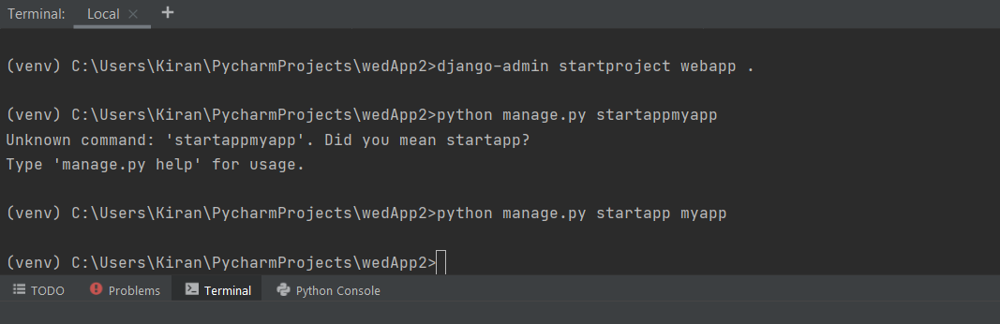 Terminal: Local × +
(venv) C:\Users\Kiran\PycharmProjects\wedApp2>django-admin startproject webapp .
(venv) C:\Users\Kiran\PycharmProjects\wedApp2>python manage.py startappmyapp
Unknown command: 'startappmyapp'. Did you mean startapp?
Type 'manage.py help' for usage.
(venv) C:\Users\Kiran\PycharmProjects\wedApp2>python manage.py startapp myapp
(venv) C:\Users\Kiran\PycharmProjects\wedApp2>
TODO Problems Terminal Python Console